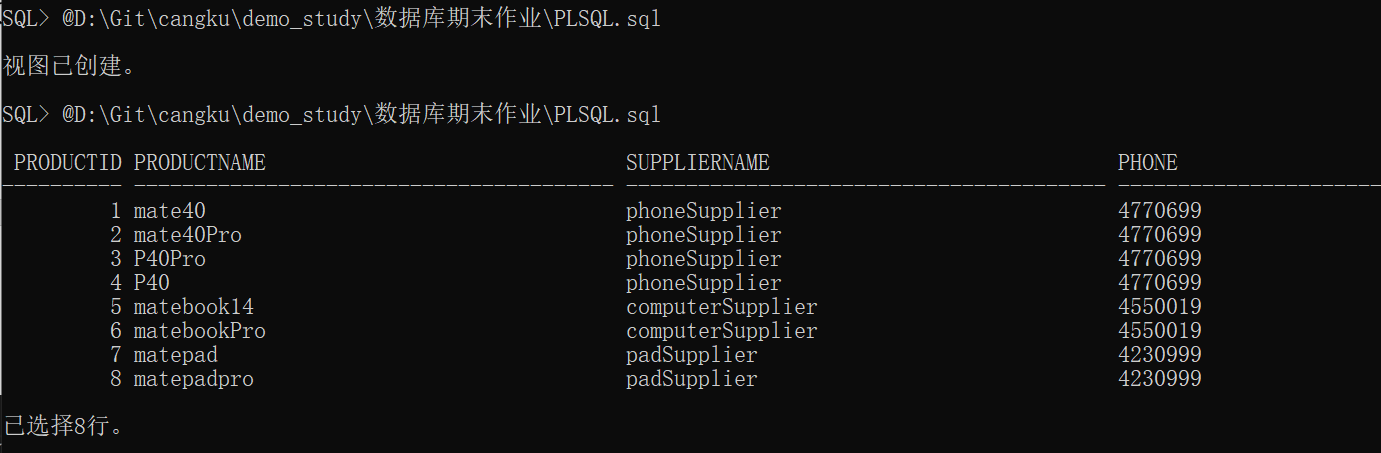 SQL> @D:\Git\cangku\demo_study\数据库期末作业\PLSQL.sql
视图已创建。
SQL> @D:\Git\cangku\demo_study\数据库期末作业\PLSQL.sql
PRODUCTID PRODUCTNAME SUPPLIERNAME PHONE
---------- ---------------------------------------- ---------------------------------------- ----------------------
1 mate40 phoneSupplier 4770699
2 mate40Pro phoneSupplier 4770699
3 P40Pro phoneSupplier 4770699
4 P40 phoneSupplier 4770699
5 matebook14 computerSupplier 4550019
6 matebookPro computerSupplier 4550019
7 matepad padSupplier 4230999
8 matepadpro padSupplier 4230999
已选择8行。